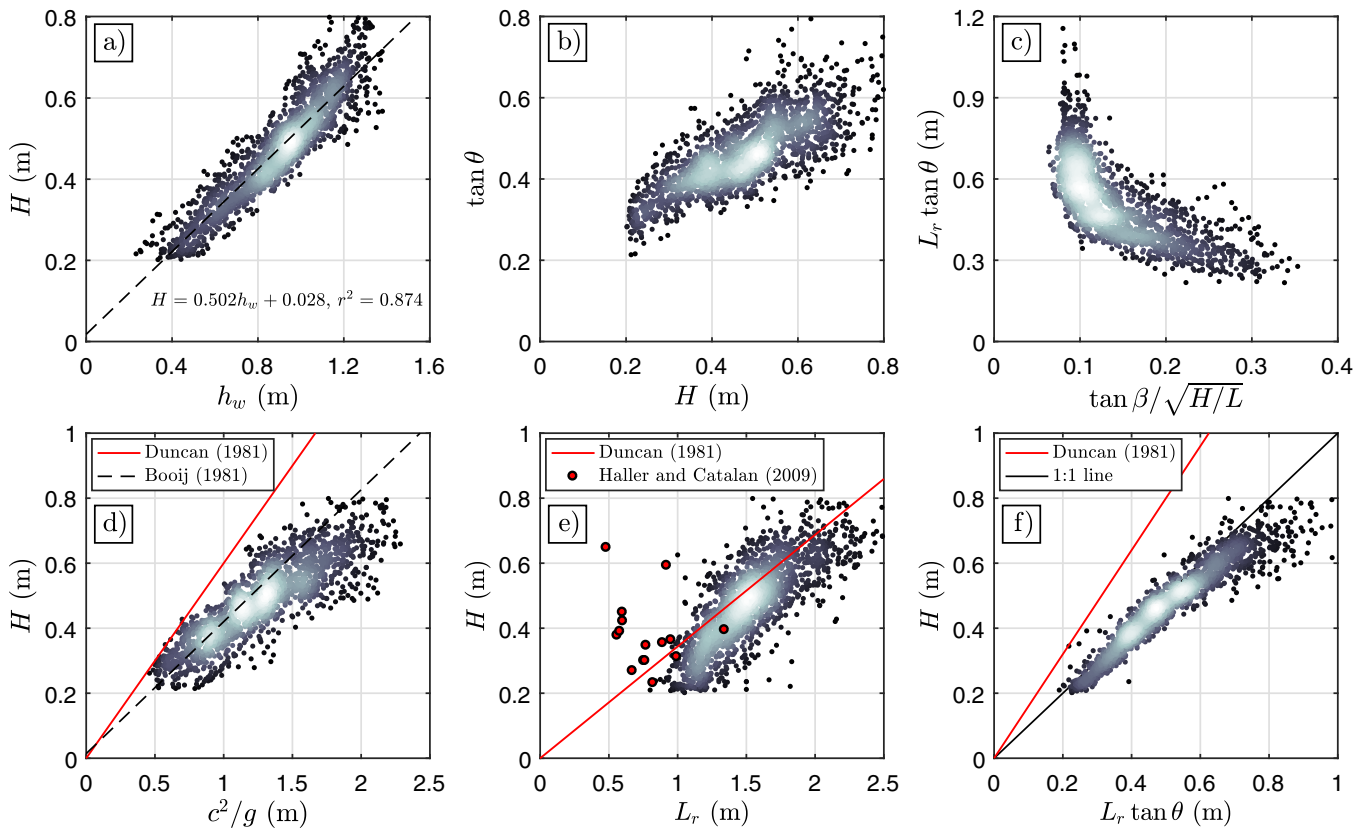 a)
H (m)
0.8
0.6
0.4
0.2
0
H = 0.502h_w + 0.028, r² = 0.874
0 0.4 0.8 1.2 1.6
h_w (m)
b)
tan θ
0.8
0.6
0.4
0.2
0
0 0.2 0.4 0.6 0.8
H (m)
c)
L_r tan θ (m)
1.2
0.9
0.6
0.3
0
0 0.1 0.2 0.3 0.4
tan β/√H/L
Duncan (1981)
Booij (1981)
d)
H (m)
1
0.8
0.6
0.4
0.2
0
0 0.5 1 1.5 2 2.5
c²/g (m)
Duncan (1981)
Haller and Catalan (2009)
e)
H (m)
1
0.8
0.6
0.4
0.2
0
0 0.5 1 1.5 2 2.5
L_r (m)
Duncan (1981)
1:1 line
f)
H (m)
1
0.8
0.6
0.4
0.2
0
0 0.2 0.4 0.6 0.8 1
L_r tan θ (m)